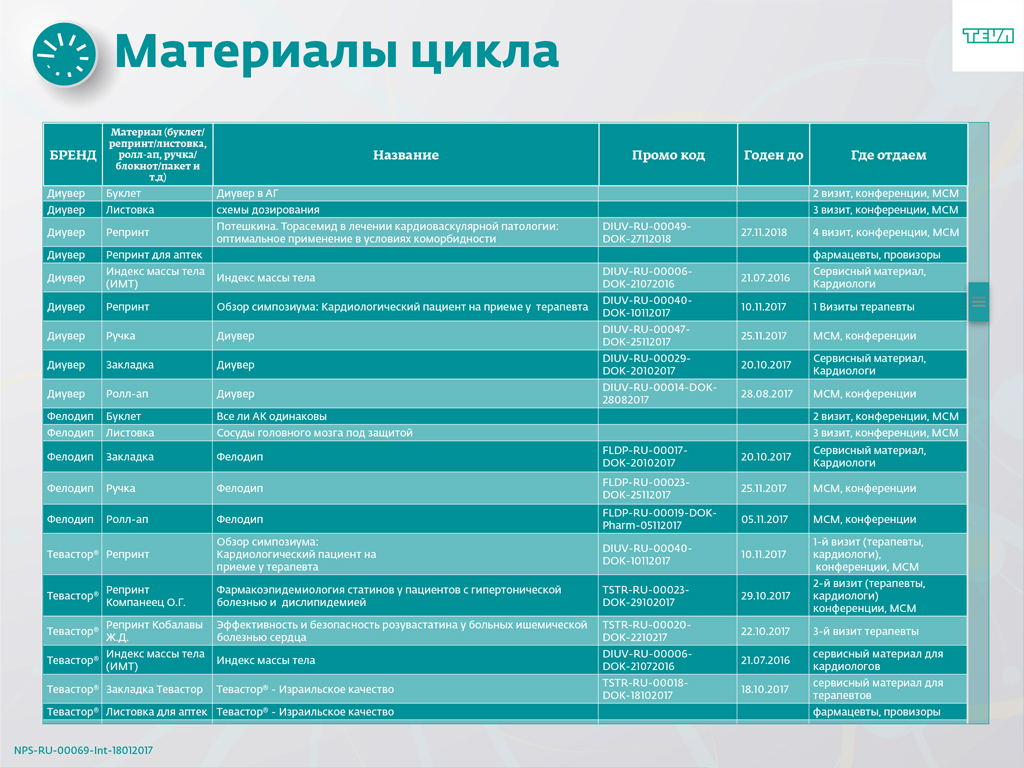 Материалы цикла
TEVA
БРЕНД
Материал (буклет/
репринт/листовка,
ролл-ап, ручка/
блокнот/пакет и
т.д)
Название
Промо код
Годен до
Где отдаем
Диувер Буклет Диувер в АГ 2 визит, конференции, МСМ
Диувер Листовка схемы дозирования 3 визит, конференции, МСМ
Диувер Репринт
Потешкина. Торасемид в лечении кардиоваскулярной патологии:
оптимальное применение в условиях коморбидности
DIUV-RU-00049-
DOK-27112018
27.11.2018 4 визит, конференции, МСМ
Диувер Репринт для аптек фармацевты, провизоры
Диувер
Индекс массы тела
(ИМТ)
Индекс массы тела
DIUV-RU-00006-
DOK-21072016
21.07.2016
Сервисный материал,
Кардиологи
Диувер Репринт Обзор симпозиума: Кардиологический пациент на приеме у терапевта
DIUV-RU-00040-
DOK-10112017
10.11.2017 1 Визиты терапевты
Диувер Ручка Диувер
DIUV-RU-00047-
DOK-25112017
25.11.2017 МСМ, конференции
Диувер Закладка Диувер
DIUV-RU-00029-
DOK-20102017
20.10.2017
Сервисный материал,
Кардиологи
Диувер Ролл-ап Диувер
DIUV-RU-00014-DOK-
28082017
28.08.2017 МСМ, конференции
Фелодип Буклет Все ли АК одинаковы 2 визит, конференции, МСМ
Фелодип Листовка Сосуды головного мозга под защитой 3 визит, конференции, МСМ
Фелодип Закладка Фелодип
FLDP-RU-00017-
DOK-20102017
20.10.2017
Сервисный материал,
Кардиологи
Фелодип Ручка Фелодип
FLDP-RU-00023-
DOK-25112017
25.11.2017 МСМ, конференции
Фелодип Ролл-ап Фелодип
FLDP-RU-00019-DOK-
Pharm-05112017
05.11.2017 МСМ, конференции
Тевастор® Репринт
Обзор симпозиума:
Кардиологический пациент на
приеме у терапевта
DIUV-RU-00040-
DOK-10112017
10.11.2017
1-й визит (терапевты,
кардиологи),
конференции, МСМ
Тевастор®
Репринт
Компанеец О.Г.
Фармакоэпидемиология статинов у пациентов с гипертонической
болезнью и дислипидемией
TSTR-RU-00023-
DOK-29102017
29.10.2017
2-й визит (терапевты,
кардиологи)
конференции, МСМ
Тевастор®
Репринт Кобалавы
Ж.Д.
Эффективность и безопасность розувастатина у больных ишемической
болезнью сердца
TSTR-RU-00020-
DOK-2210217
22.10.2017 3-й визит терапевты
Тевастор®
Индекс массы тела
(ИМТ)
Индекс массы тела
DIUV-RU-00006-
DOK-21072016
21.07.2016
сервисный материал для
кардиологов
Тевастор® Закладка Тевастор Тевастор® - Израильское качество
TSTR-RU-00018-
DOK-18102017
18.10.2017
сервисный материал для
терапевтов
Тевастор® Листовка для аптек Тевастор® - Израильское качество фармацевты, провизоры
NPS-RU-00069-Int-18012017